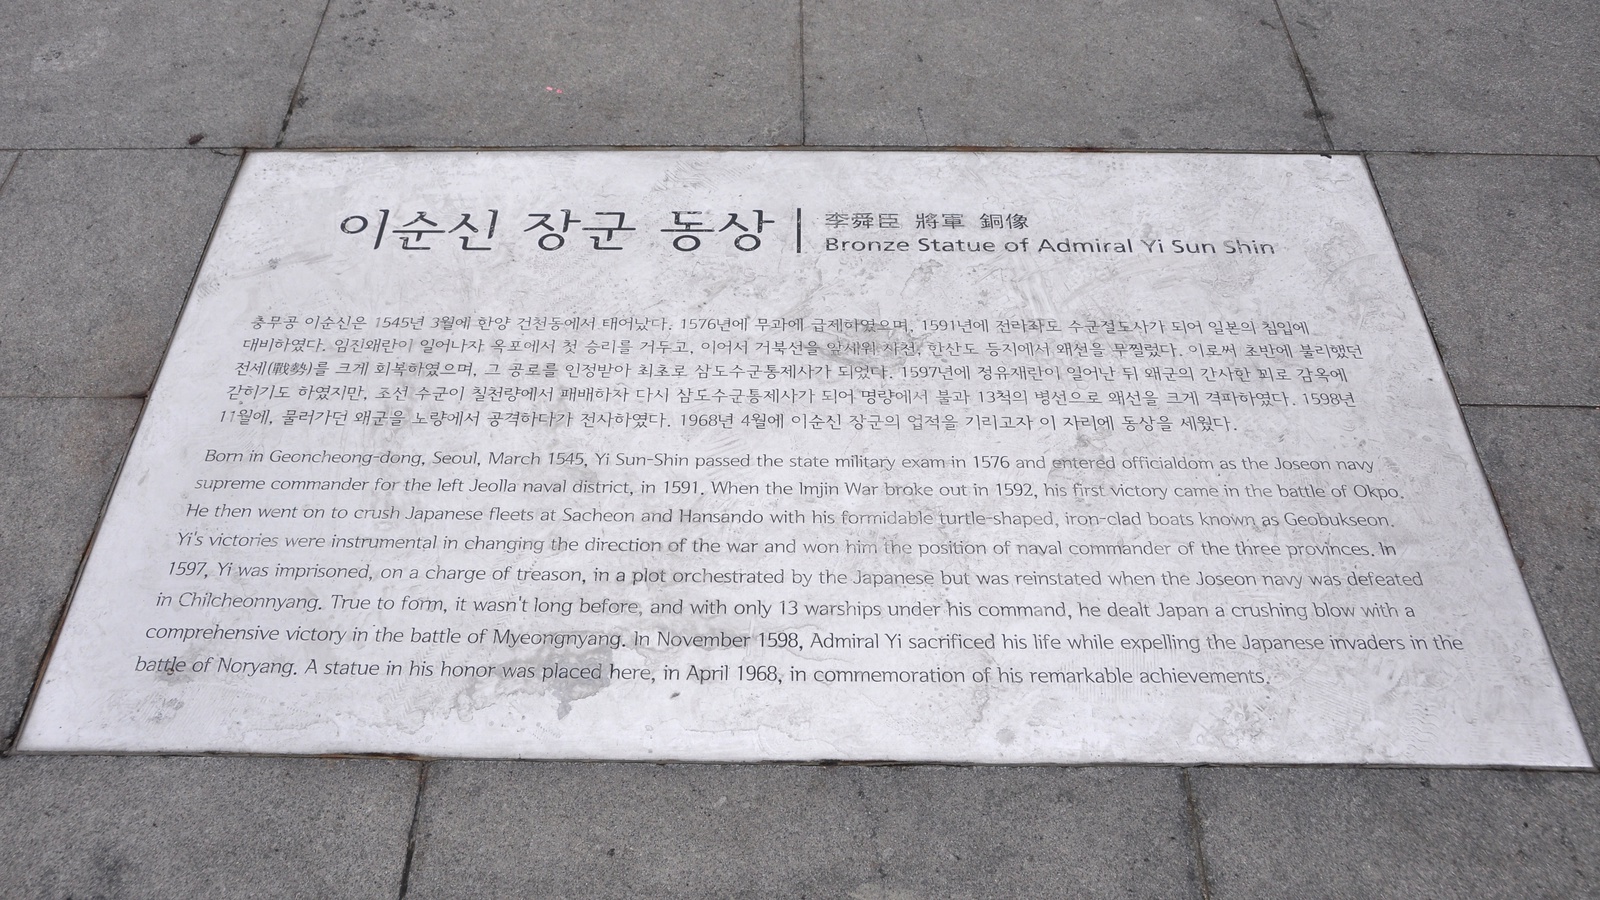 이순신 장군 동상
李舜臣 將軍 銅像
Bronze Statue of Admiral Yi Sun Shin
충무공 이순신은 1545년 3월에 한양 건천동에서 태어났다. 1576년에 무과에 급제하였으며, 1591년에 전라좌도 수군절도사가 되어 일본의 침입에
대비하였다. 임진왜란이 일어나자 옥포에서 첫 승리를 거두고, 이어서 거북선을 앞세워 사천, 한산도 등지에서 왜선을 무찔렀다. 이로써 초반에 불리했던
전세(戰勢)를 크게 회복하였으며, 그 공로를 인정받아 최초로 삼도수군통제사가 되었다. 1597년에 정유재란이 일어난 뒤 왜군의 간사한 꾀로 감옥에
갇히기도 하였지만, 조선 수군이 칠천량에서 패배하자 다시 삼도수군통제사가 되어 명량에서 불과 13척의 병선으로 왜선을 크게 격파하였다. 1598년
11월에, 물러가던 왜군을 노량에서 공격하다가 전사하였다. 1968년 4월에 이순신 장군의 업적을 기리고자 이 자리에 동상을 세웠다.
Born in Geoncheong-dong, Seoul, March 1545, Yi Sun-Shin passed the state military exam in 1576 and entered officialdom as the Joseon navy
supreme commander for the left Jeolla naval district, in 1591. When the Imjin War broke out in 1592, his first victory came in the battle of Okpo.
He then went on to crush Japanese fleets at Sacheon and Hansando with his formidable turtle-shaped, iron-clad boats known as Geobukseon.
Yi's victories were instrumental in changing the direction of the war and won him the position of naval commander of the three provinces. In
1597, Yi was imprisoned, on a charge of treason, in a plot orchestrated by the Japanese but was reinstated when the Joseon navy was defeated
in Chilcheonnyang. True to form, it wasn't long before, and with only 13 warships under his command, he dealt Japan a crushing blow with a
comprehensive victory in the battle of Myeongnyang. In November 1598, Admiral Yi sacrificed his life while expelling the Japanese invaders in the
battle of Noryang. A statue in his honor was placed here, in April 1968, in commemoration of his remarkable achievements.